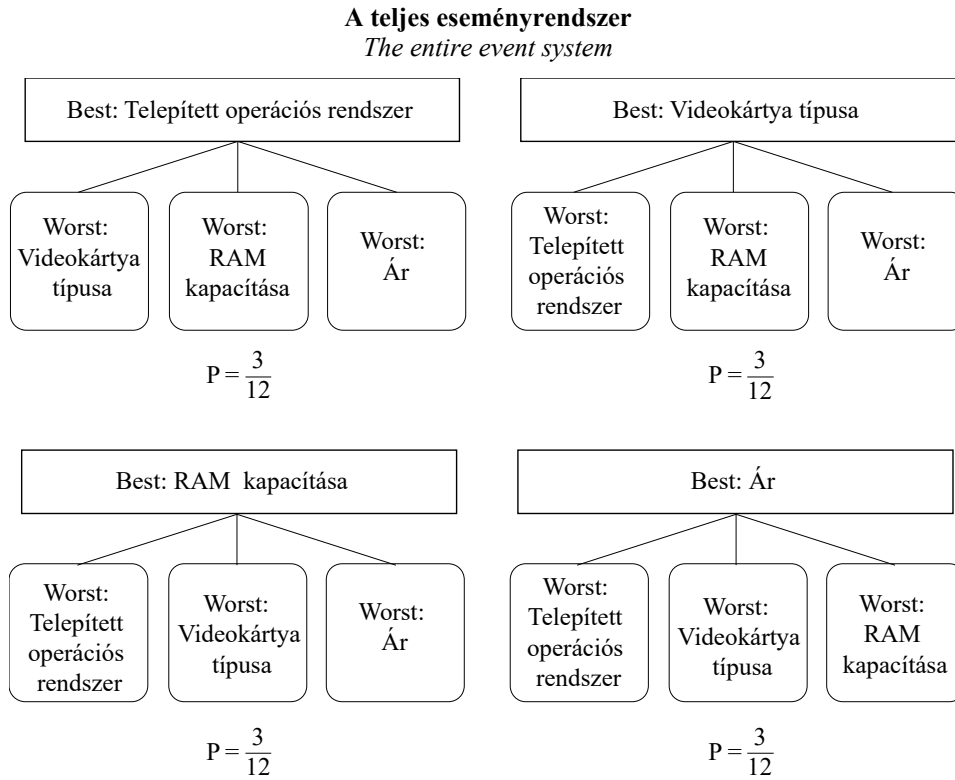 A teljes eseményrendszer
The entire event system
Best: Telepített operációs rendszer
Worst:
Videokártya
típusa
Worst:
RAM
kapacítása
Worst:
Ár
P = 3/12
Best: Videokártya típusa
Worst:
Telepített
operációs
rendszer
Worst:
RAM
kapacítása
Worst:
Ár
P = 3/12
Best: RAM kapacítása
Worst:
Telepített
operációs
rendszer
Worst:
Videokártya
típusa
Worst:
Ár
P = 3/12
Best: Ár
Worst:
Telepített
operációs
rendszer
Worst:
Videokártya
típusa
Worst:
RAM
kapacítása
P = 3/12